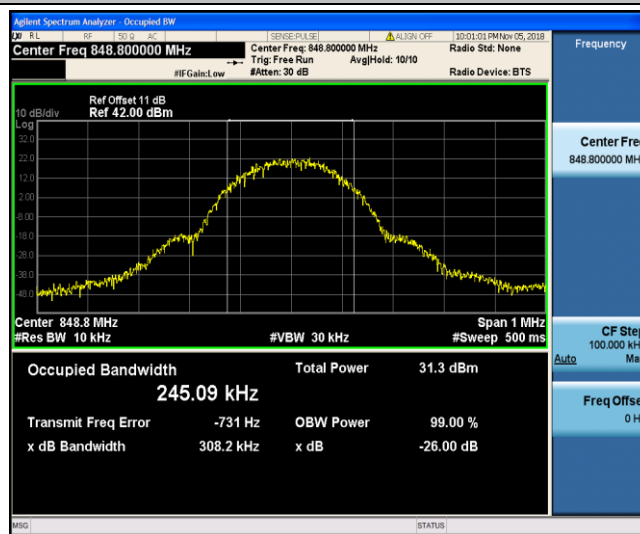 Agilent Spectrum Analyzer - Occupied BW
RL RF 50 Ω AC SENSE:PULSE ALIGN OFF 10:01:01 PM Nov 05, 2018
Center Freq 848.800000 MHz Center Freq: 848.800000 MHz Radio Std: None
Trig: Free Run Avg|Hold: 10/10
#IFGain:Low #Atten: 30 dB Radio Device: BTS
Frequency
Ref Offset 11 dB
10 dB/div Ref 42.00 dBm
Log
32.0
22.0
12.0
2.00
-8.00
-18.0
-28.0
-38.0
-48.0
Center 848.8 MHz Span 1 MHz
#Res BW 10 kHz #VBW 30 kHz #Sweep 500 ms
Occupied Bandwidth Total Power 31.3 dBm
245.09 kHz
Transmit Freq Error -731 Hz OBW Power 99.00 %
x dB Bandwidth 308.2 kHz x dB -26.00 dB
Center Fre
848.800000 MH
CF Step
100.000 kH
Auto Ma
Freq Offse
0 H
MSG STATUS